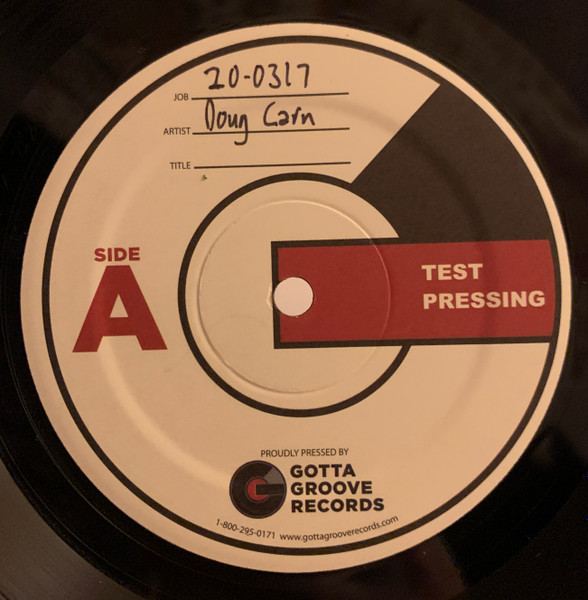 JOB 20-0317
ARTIST Doug Carn
TITLE
SIDE
A
TEST
PRESSING
PROUDLY PRESSED BY
GOTTA
GROOVE
RECORDS
1-800-295-0171 www.gottagrooverecords.com